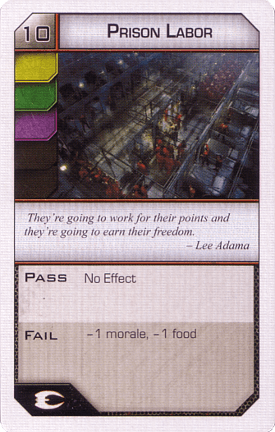 10 PRISON LABOR
They're going to work for their points and
they're going to earn their freedom.
– Lee Adama
PASS No Effect
FAIL –1 morale, –1 food